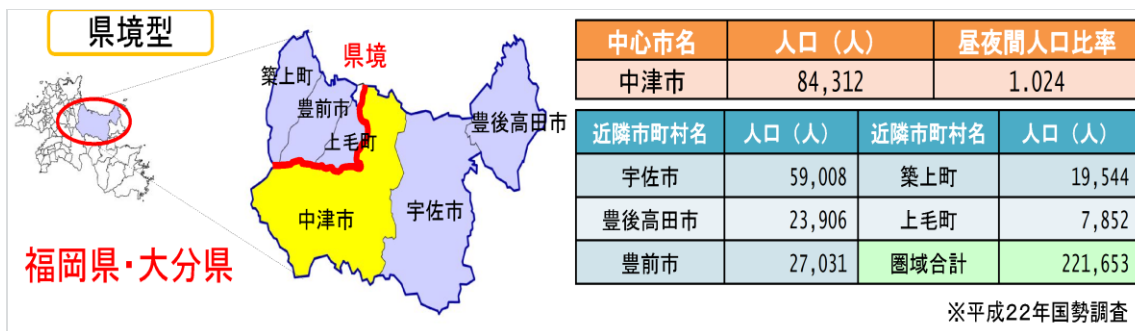 県境型
県境
築上町
豊前市
上毛町
豊後高田市
中津市
宇佐市
福岡県・大分県
中心市名 人口（人） 昼夜間人口比率
中津市 84,312 1.024
近隣市町村名 人口（人） 近隣市町村名 人口（人）
宇佐市 59,008 築上町 19,544
豊後高田市 23,906 上毛町 7,852
豊前市 27,031 圏域合計 221,653
※平成22年国勢調査